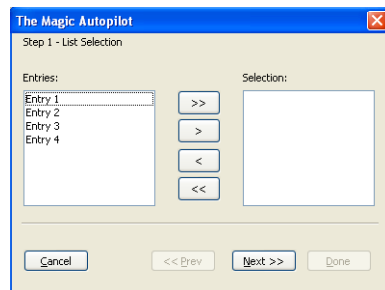 The Magic Autopilot
Step 1 - List Selection
Entries:
Selection:
Entry 1
Entry 2
Entry 3
Entry 4
>>
>
<
<<
Cancel
<< Prev
Next >>
Done